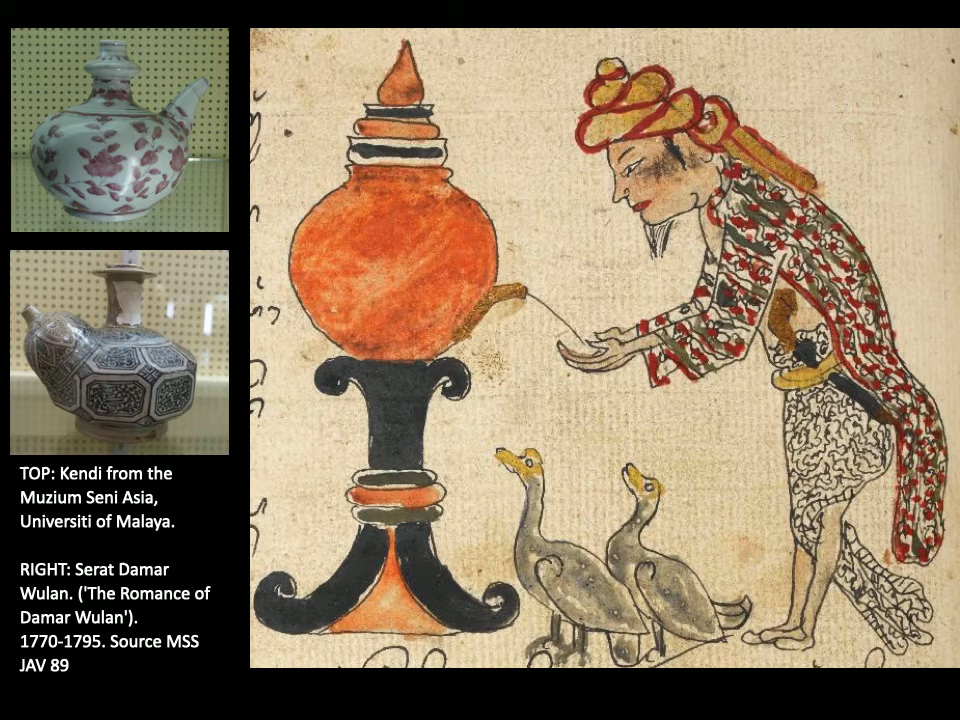 TOP: Kendi from the
Muzium Seni Asia,
Universiti of Malaya.
RIGHT: Serat Damar
Wulan. ('The Romance of
Damar Wulan').
1770-1795. Source MSS
JAV 89